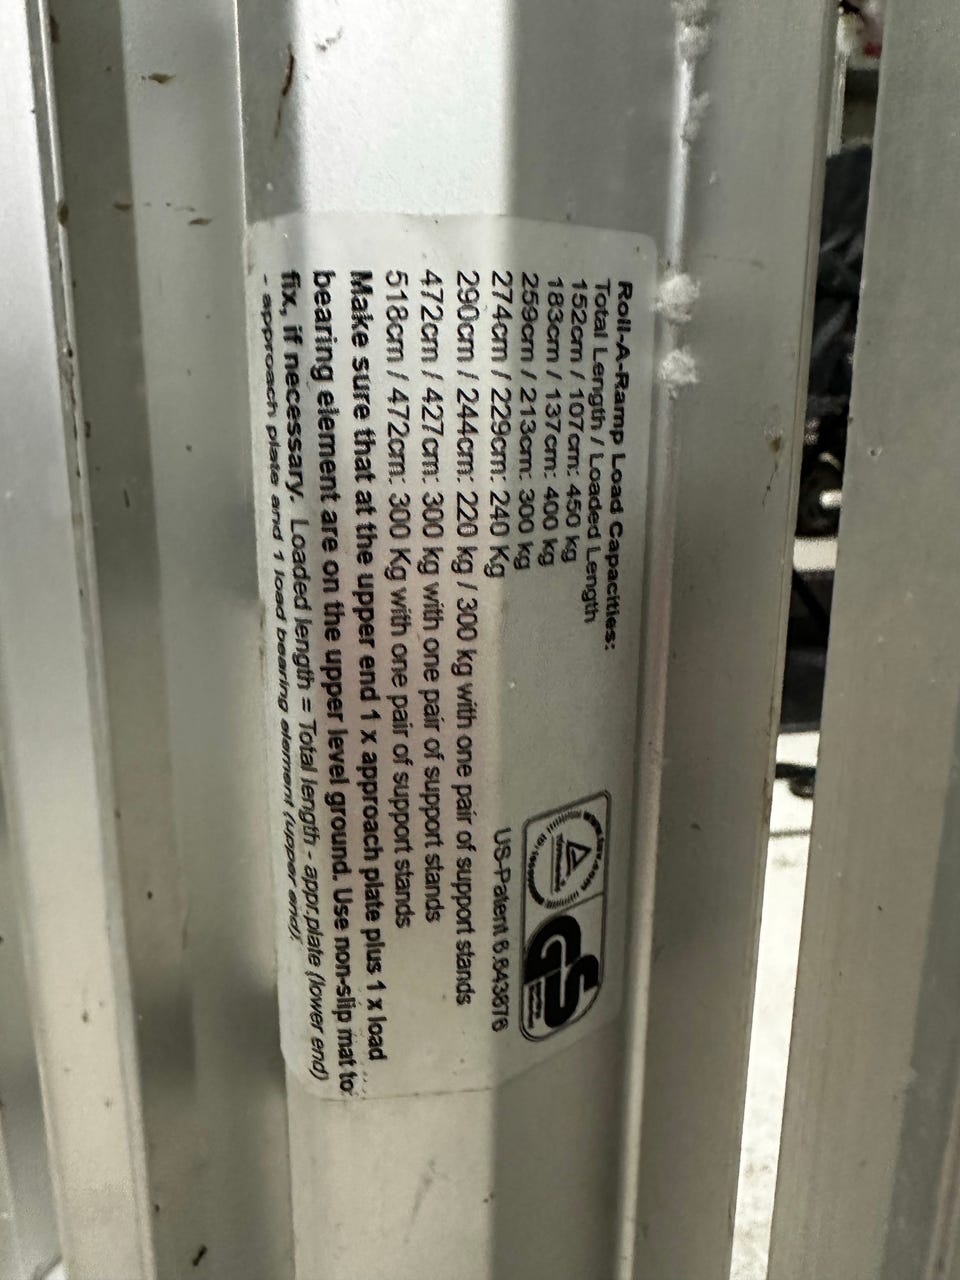 Roll-A-Ramp Load Capacities:
Total Length / Loaded Length
152cm / 107cm: 450 kg
183cm / 137cm: 400 kg
259cm / 213cm: 300 kg
274cm / 229cm: 240 Kg
290cm / 244cm: 220 kg / 300 kg with one pair of support stands
472cm / 427cm: 300 kg with one pair of support stands
518cm / 472cm: 300 Kg with one pair of support stands
Make sure that at the upper end 1 x approach plate plus 1 x load
bearing element are on the upper level ground. Use non-slip mat to
fix, if necessary. Loaded length = Total length - appr.plate (lower end)
- approach plate and 1 load bearing element (upper end).
US-Patent 6.843876
GS